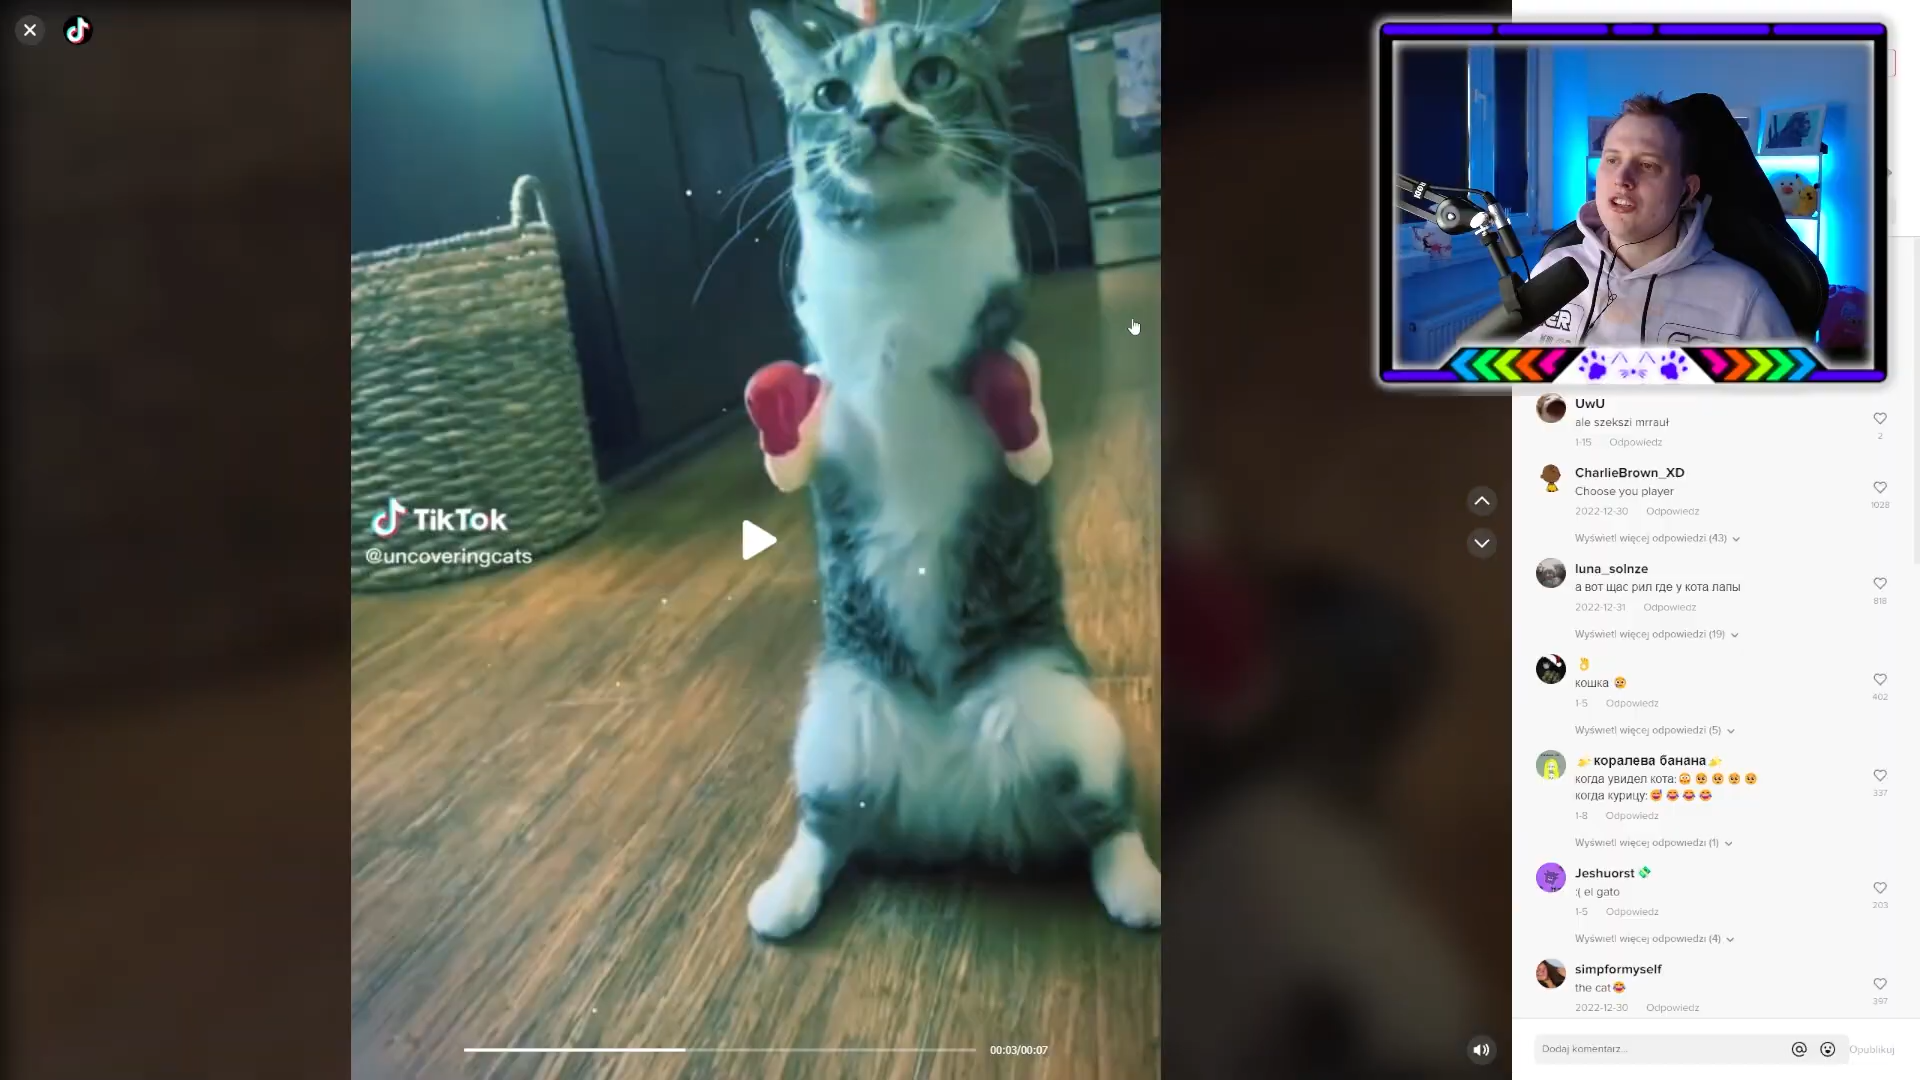 TikTok
@uncoveringcats
00:03/00:07
UwU
ale szekszi mrrauł
2
1-15 Odpowiedz
CharlieBrown_XD
Choose you player
1028
2022-12-30 Odpowiedz
Wyświetl więcej odpowiedzi (43)
luna_solnze
а вот щас рил где у кота лапы
818
2022-12-31 Odpowiedz
Wyświetl więcej odpowiedzi (19)
👌
кошка 😢
402
1-5 Odpowiedz
Wyświetl więcej odpowiedzi (5)
королева банана
когда увидел кота:
когда курицу:
337
1-8 Odpowiedz
Wyświetl więcej odpowiedzi (1)
Jeshuorst 💸
:( el gato
203
1-5 Odpowiedz
Wyświetl więcej odpowiedzi (4)
simpformyself
the cat😂
397
2022-12-30 Odpowiedz
Dodaj komentarz...
Opublikuj